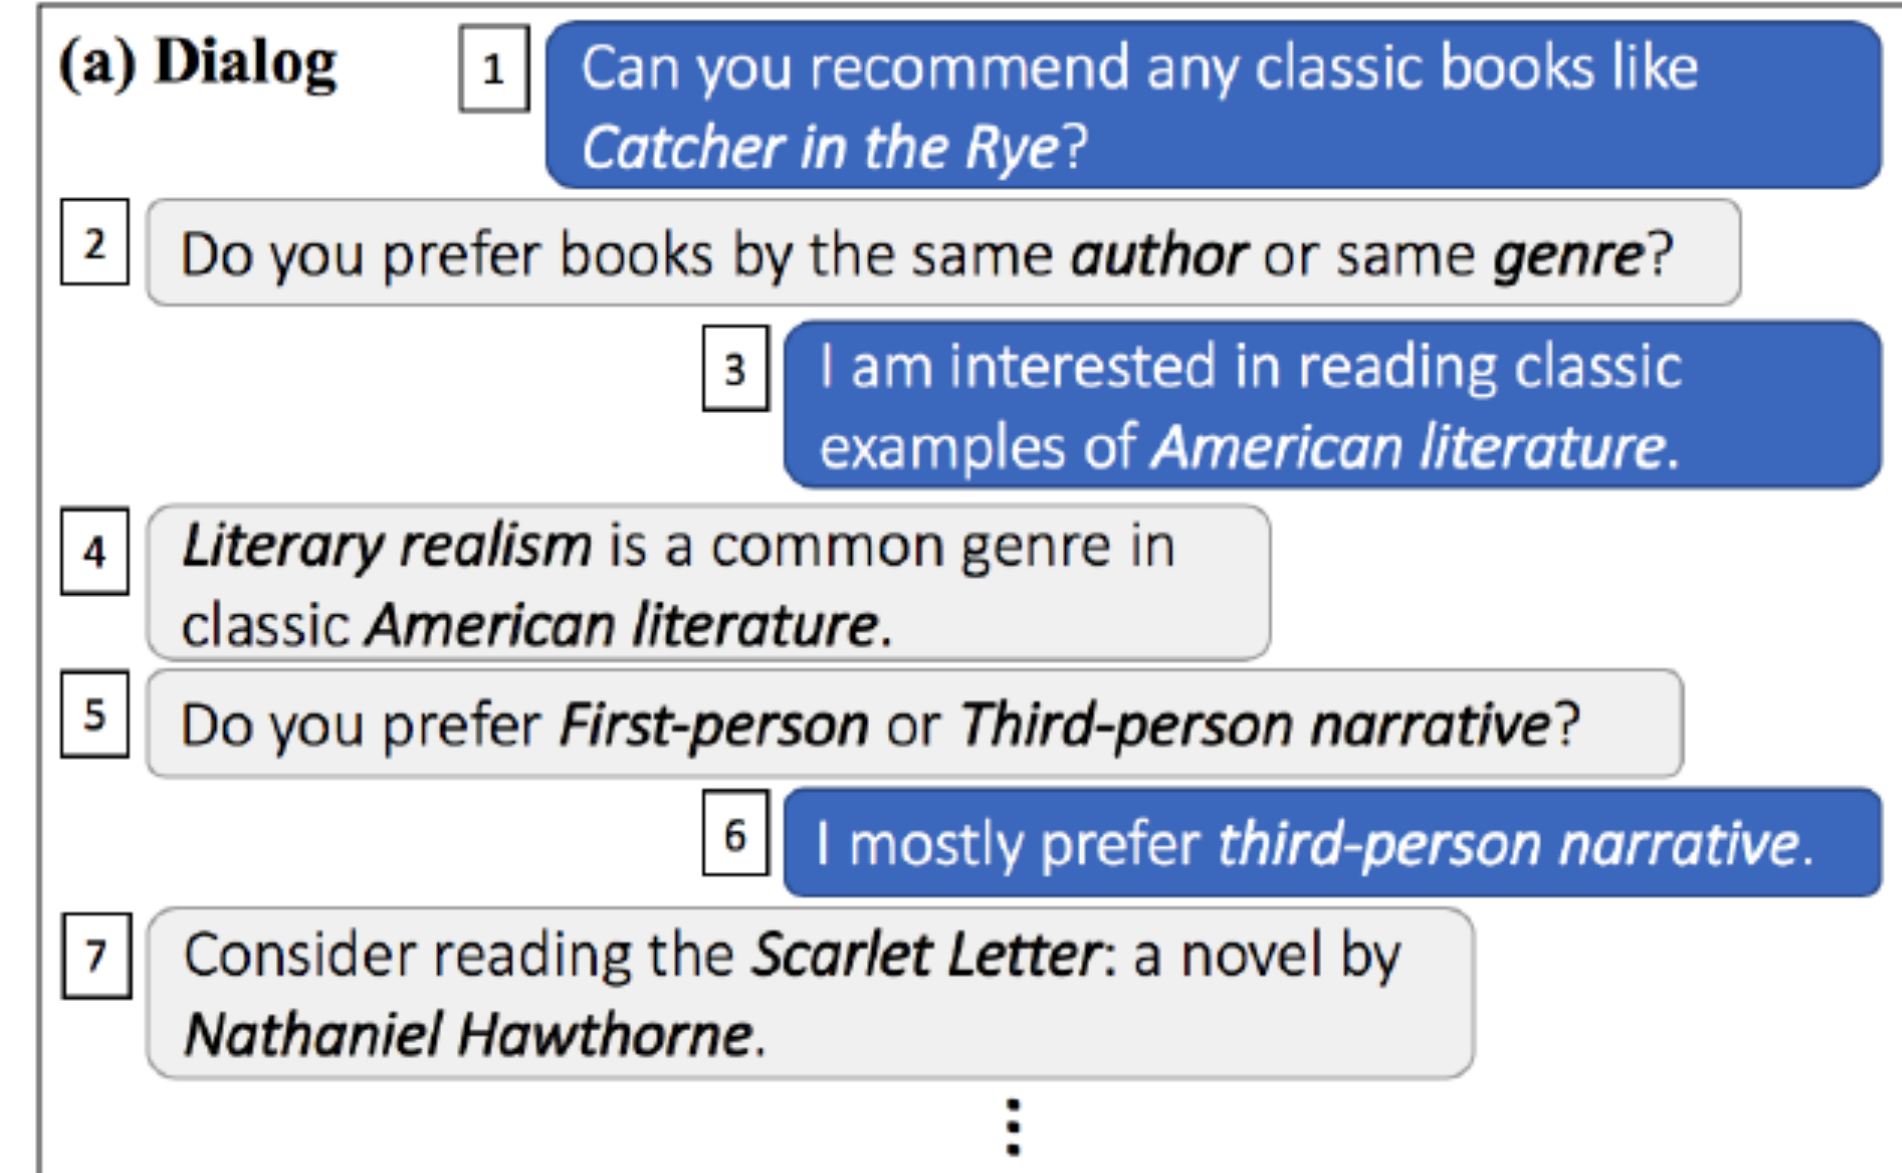 (a) Dialog
1
Can you recommend any classic books like
Catcher in the Rye?
2
Do you prefer books by the same author or same genre?
3
I am interested in reading classic
examples of American literature.
4
Literary realism is a common genre in
classic American literature.
5
Do you prefer First-person or Third-person narrative?
6
I mostly prefer third-person narrative.
7
Consider reading the Scarlet Letter: a novel by
Nathaniel Hawthorne.